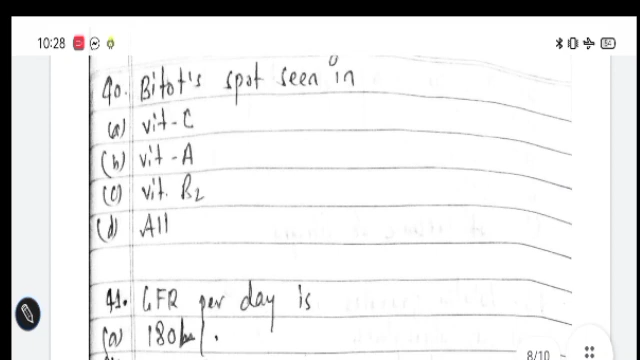 10:28
54
40. Bitot's spot seen in
(a) vit-C
(b) vit-A
(c) vit. B2
(d) All
41. GFR per day is
(a) 180
8/10